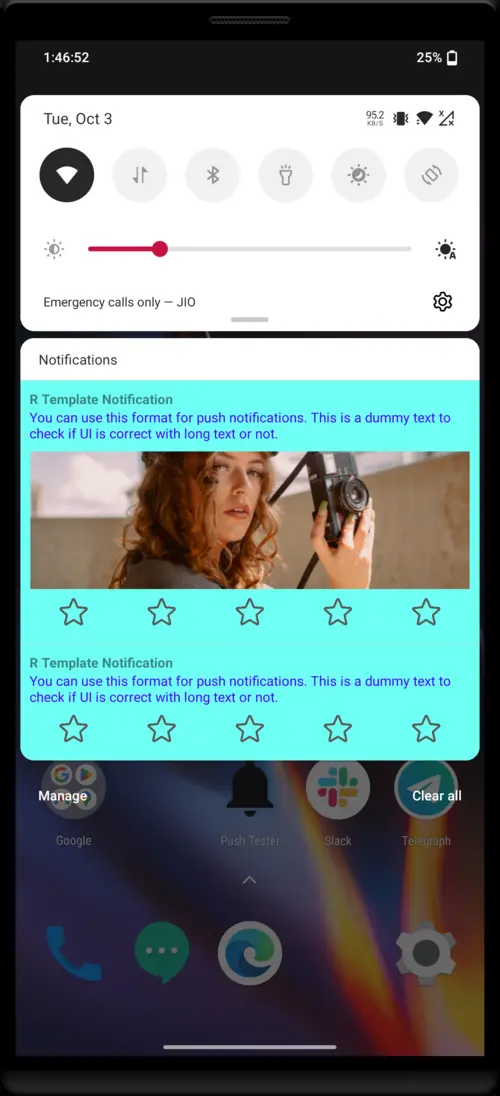 1:46:52
25%
Tue, Oct 3
95.2
KB/S
A
Emergency calls only — JIO
Notifications
R Template Notification
You can use this format for push notifications. This is a dummy text to
check if UI is correct with long text or not.
R Template Notification
You can use this format for push notifications. This is a dummy text to
check if UI is correct with long text or not.
Manage
Clear all
Google
Push Tester
Slack
Telegraph